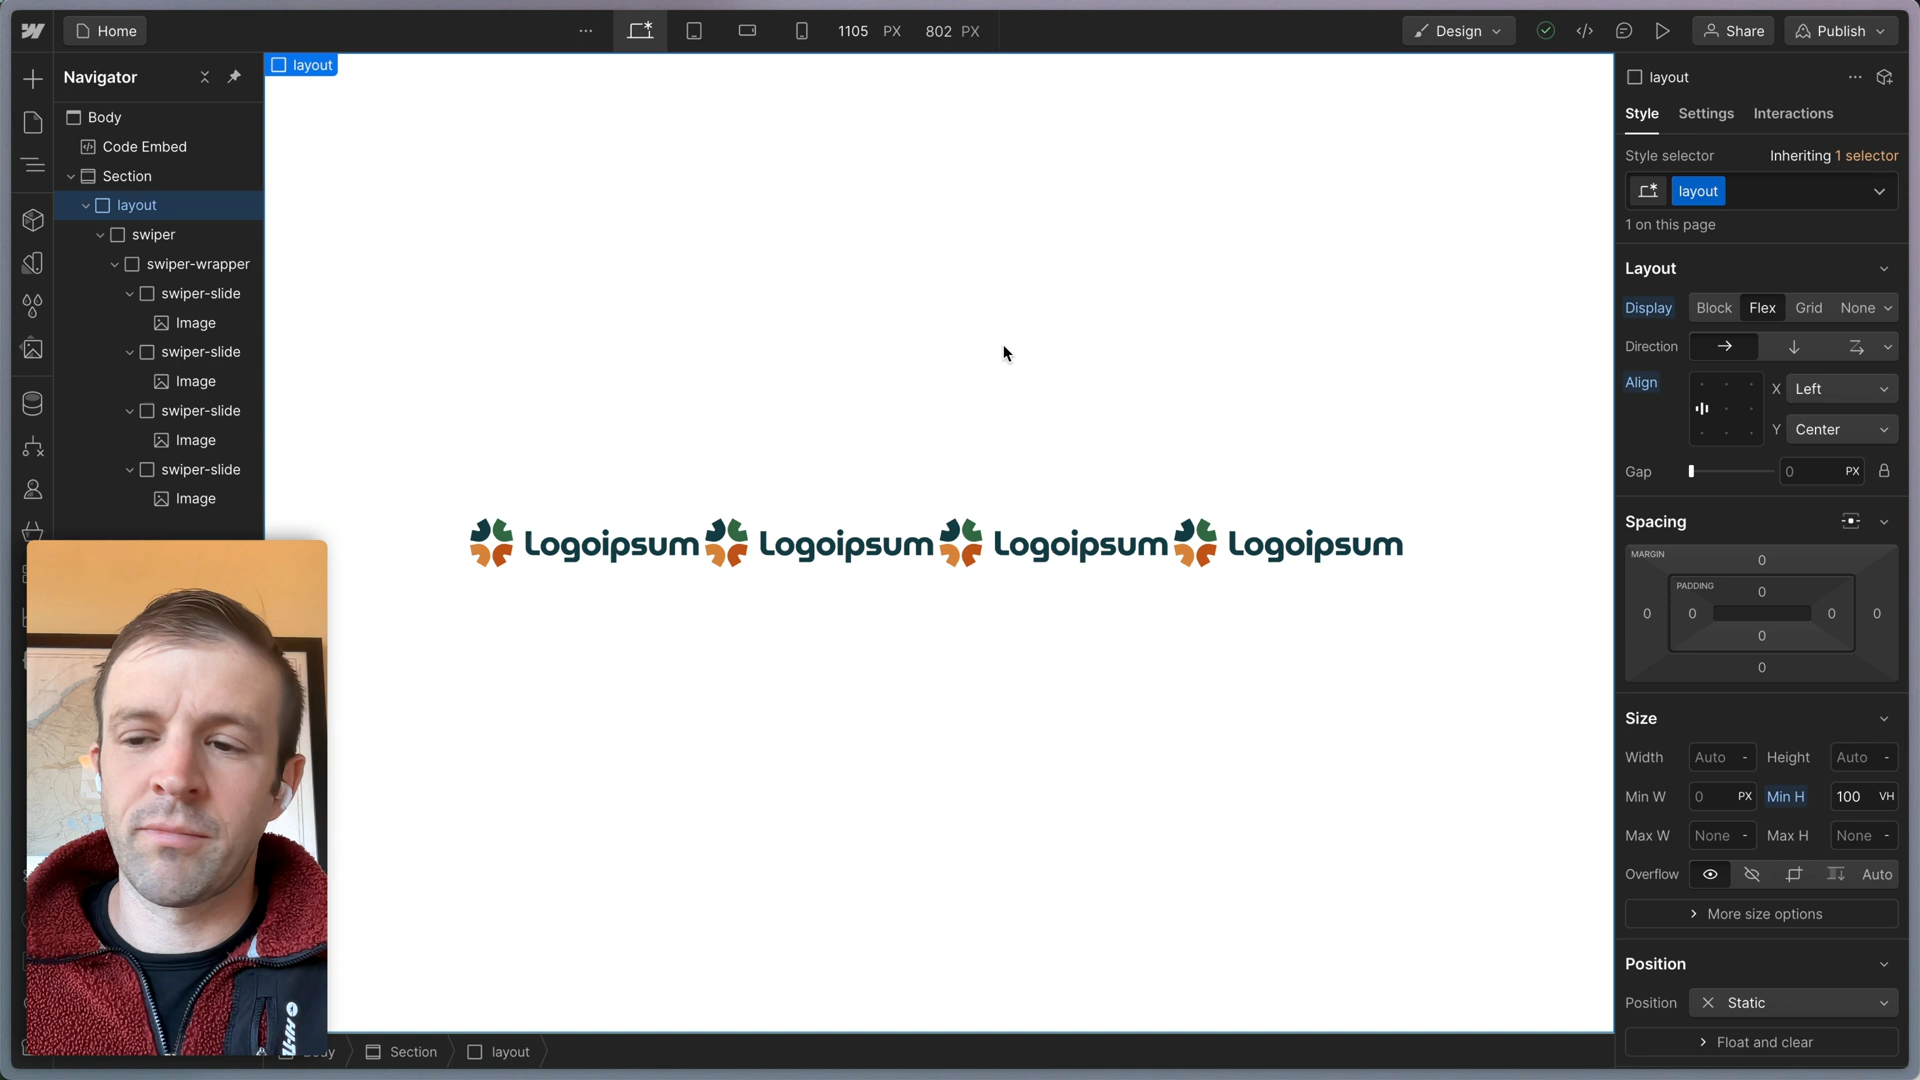 Home
1105 PX 802 PX
Design
Share
Publish
Navigator
layout
Body
Code Embed
Section
layout
swiper
swiper-wrapper
swiper-slide
Image
swiper-slide
Image
swiper-slide
Image
swiper-slide
Image
Logoipsum Logoipsum Logoipsum Logoipsum
Section
layout
layout
Style Settings Interactions
Style selector Inheriting 1 selector
layout
1 on this page
Layout
Display Block Flex Grid None
Direction
Align X Left
Y Center
Gap 0 PX
Spacing
MARGIN
0
PADDING
0
0 0 0 0
0
0
Size
Width Auto - Height Auto -
Min W 0 PX Min H 100 VH
Max W None - Max H None -
Overflow Auto
More size options
Position
Position Static
Float and clear